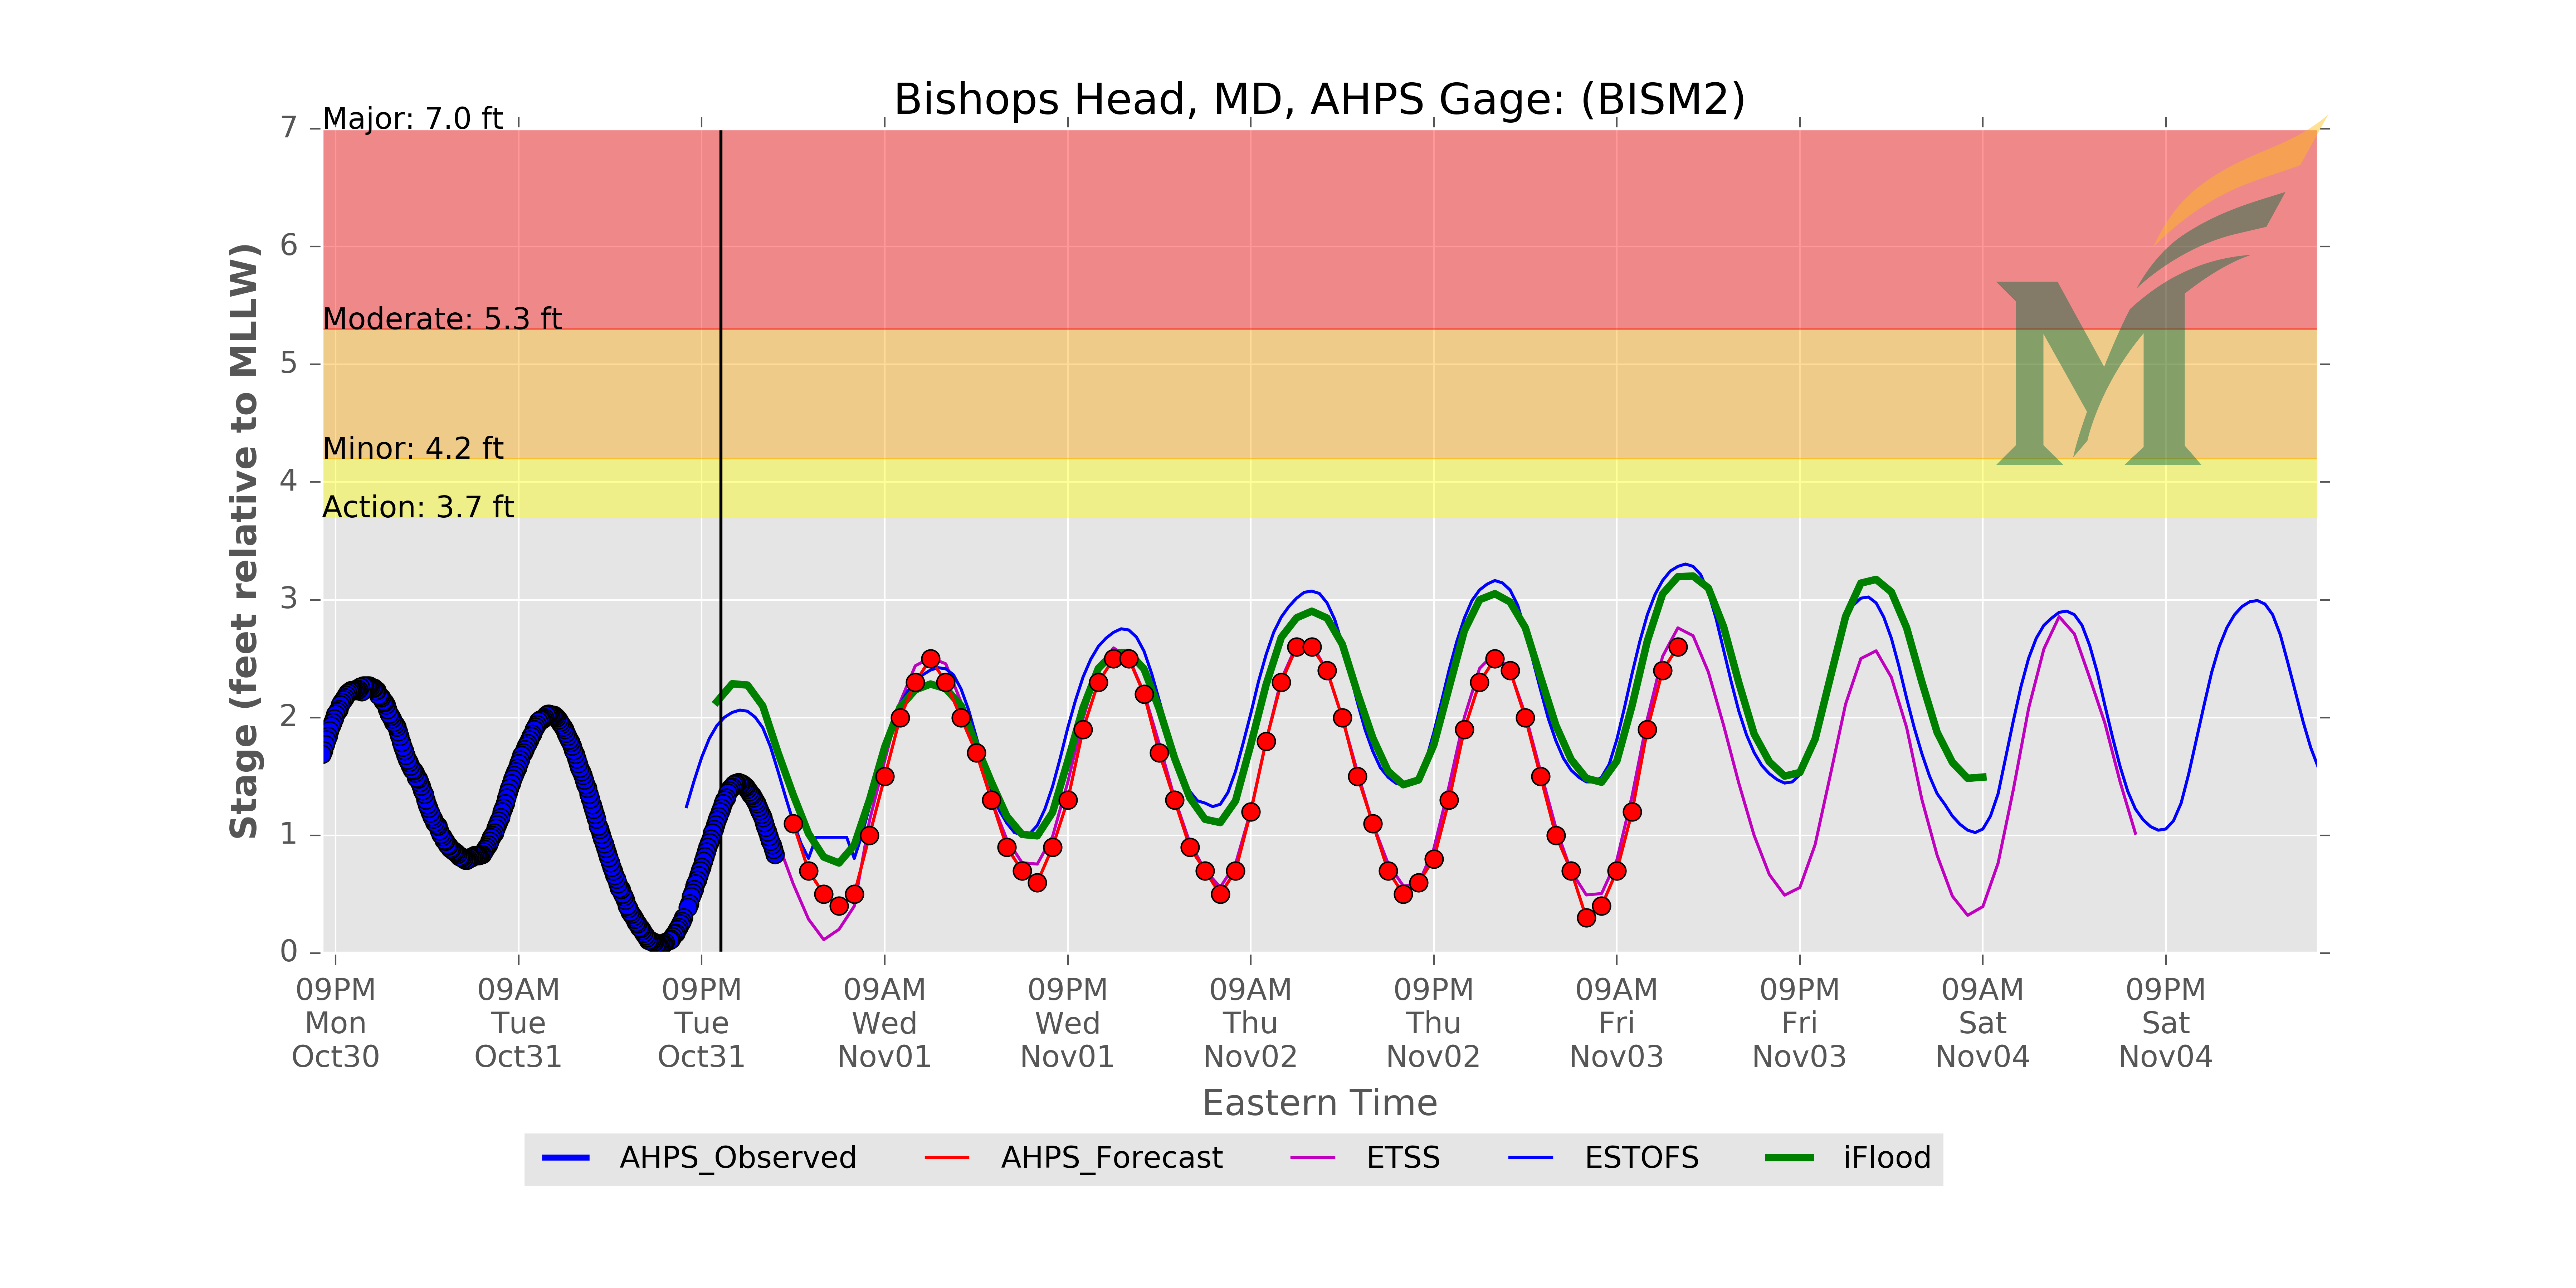 Bishops Head, MD, AHPS Gage: (BISM2)
Major: 7.0 ft
Moderate: 5.3 ft
Minor: 4.2 ft
Action: 3.7 ft
7
6
5
4
3
2
1
0
Stage (feet relative to MLLW)
09PM Mon Oct30
09AM Tue Oct31
09PM Tue Oct31
09AM Wed Nov01
09PM Wed Nov01
09AM Thu Nov02
09PM Thu Nov02
09AM Fri Nov03
09PM Fri Nov03
09AM Sat Nov04
09PM Sat Nov04
Eastern Time
AHPS_Observed
AHPS_Forecast
ETSS
ESTOFS
iFlood
M